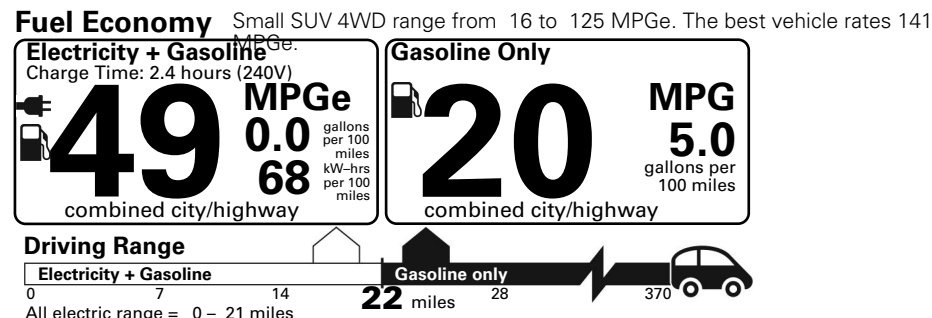 Fuel Economy
Small SUV 4WD range from 16 to 125 MPGe. The best vehicle rates 141
MPGe.
Electricity + Gasoline
Charge Time: 2.4 hours (240V)
49
MPGe
0.0
gallons
per 100
miles
68
kW–hrs
per 100
miles
combined city/highway
Gasoline Only
20
MPG
5.0
gallons per
100 miles
combined city/highway
Driving Range
Electricity + Gasoline
Gasoline only
0 7 14 22 miles 28 370
All electric range = 0 – 21 miles